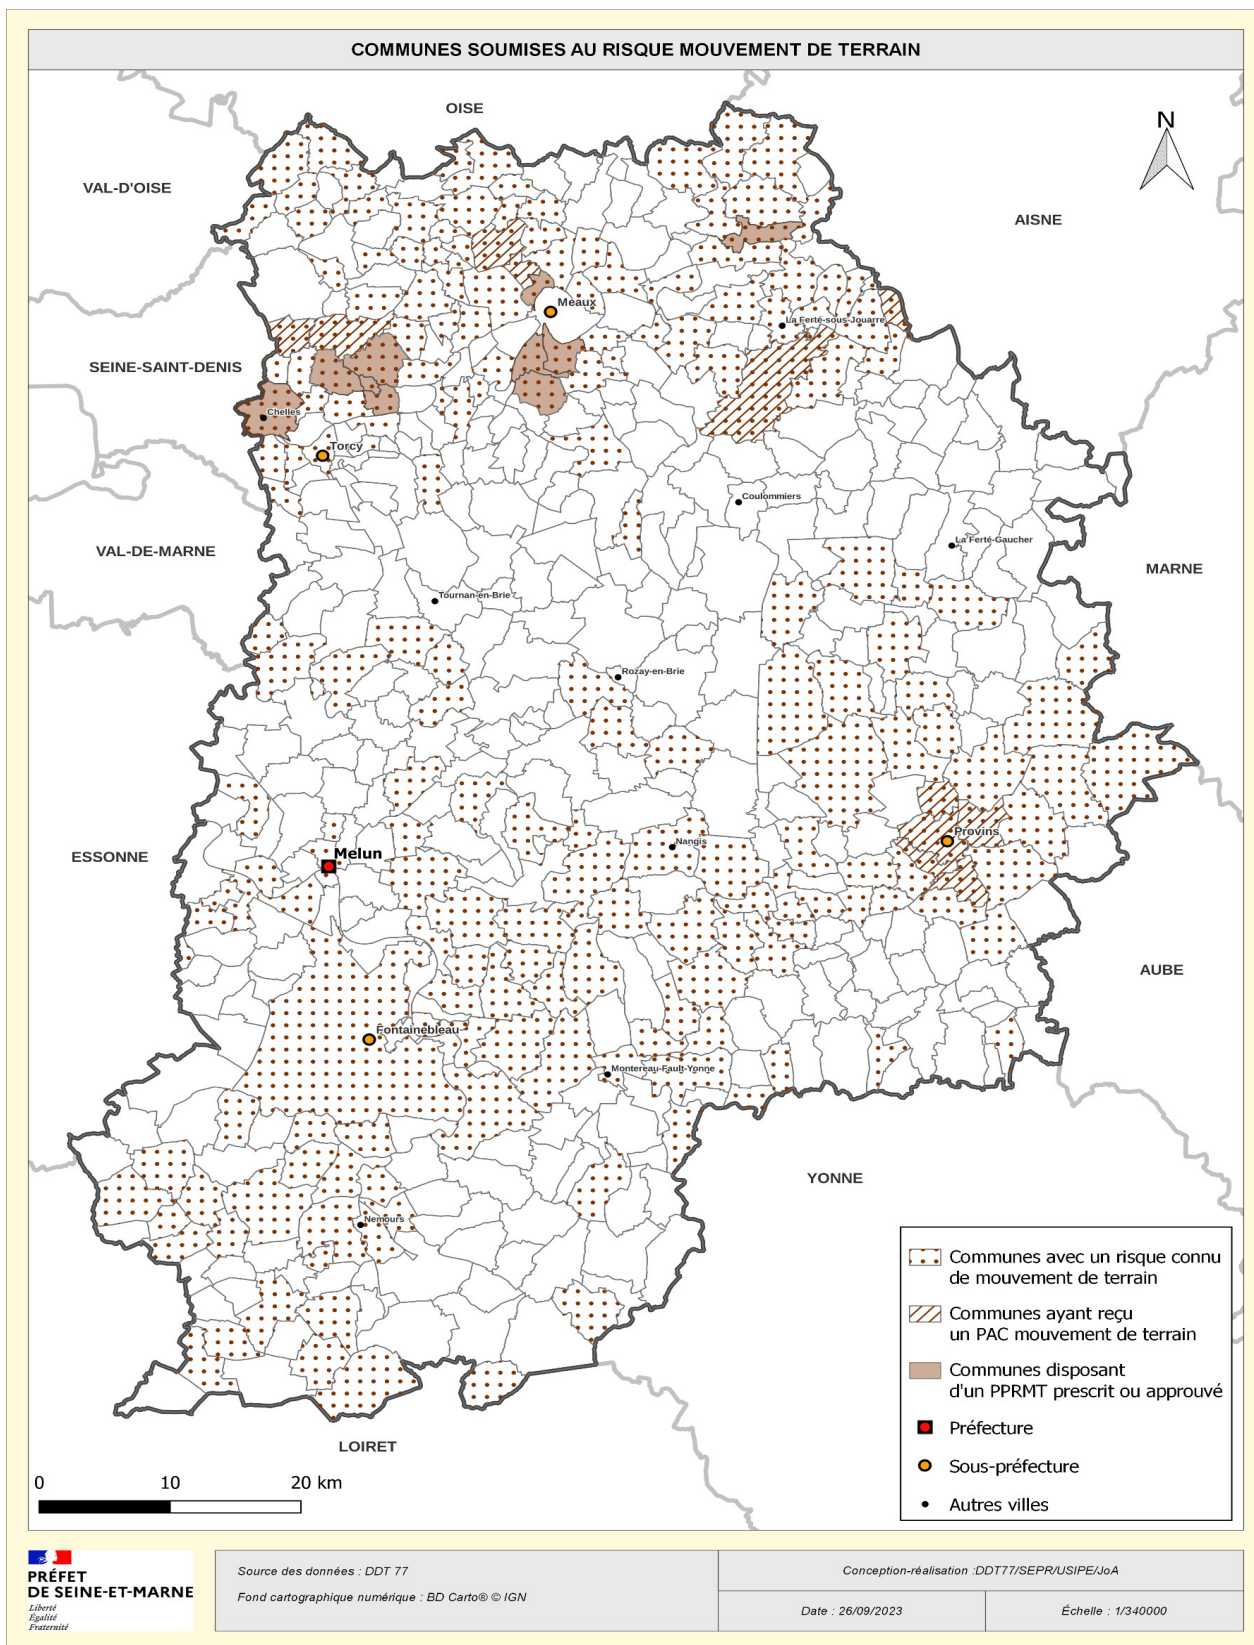 COMMUNES SOUMISES AU RISQUE MOUVEMENT DE TERRAIN
OISE
N
VAL-D'OISE
AISNE
Meaux
La Ferté-sous-Jouarre
SEINE-SAINT-DENIS
Chelles
Torcy
Coulommiers
La Ferté-Gaucher
VAL-DE-MARNE
MARNE
Tournan-en-Brie
Rozay-en-Brie
Provins
Nangis
ESSONNE
Melun
AUBE
Fontainebleau
Montereau-Fault-Yonne
YONNE
Nemours
Communes avec un risque connu
de mouvement de terrain
Communes ayant reçu
un PAC mouvement de terrain
Communes disposant
d'un PPRMT prescrit ou approuvé
Préfecture
Sous-préfecture
Autres villes
LOIRET
0 10 20 km
PRÉFET
DE SEINE-ET-MARNE
Liberté
Égalité
Fraternité
Source des données : DDT 77
Fond cartographique numérique : BD Carto® © IGN
Conception-réalisation :DDT77/SEPR/USIPE/JoA
Date : 26/09/2023
Échelle : 1/340000